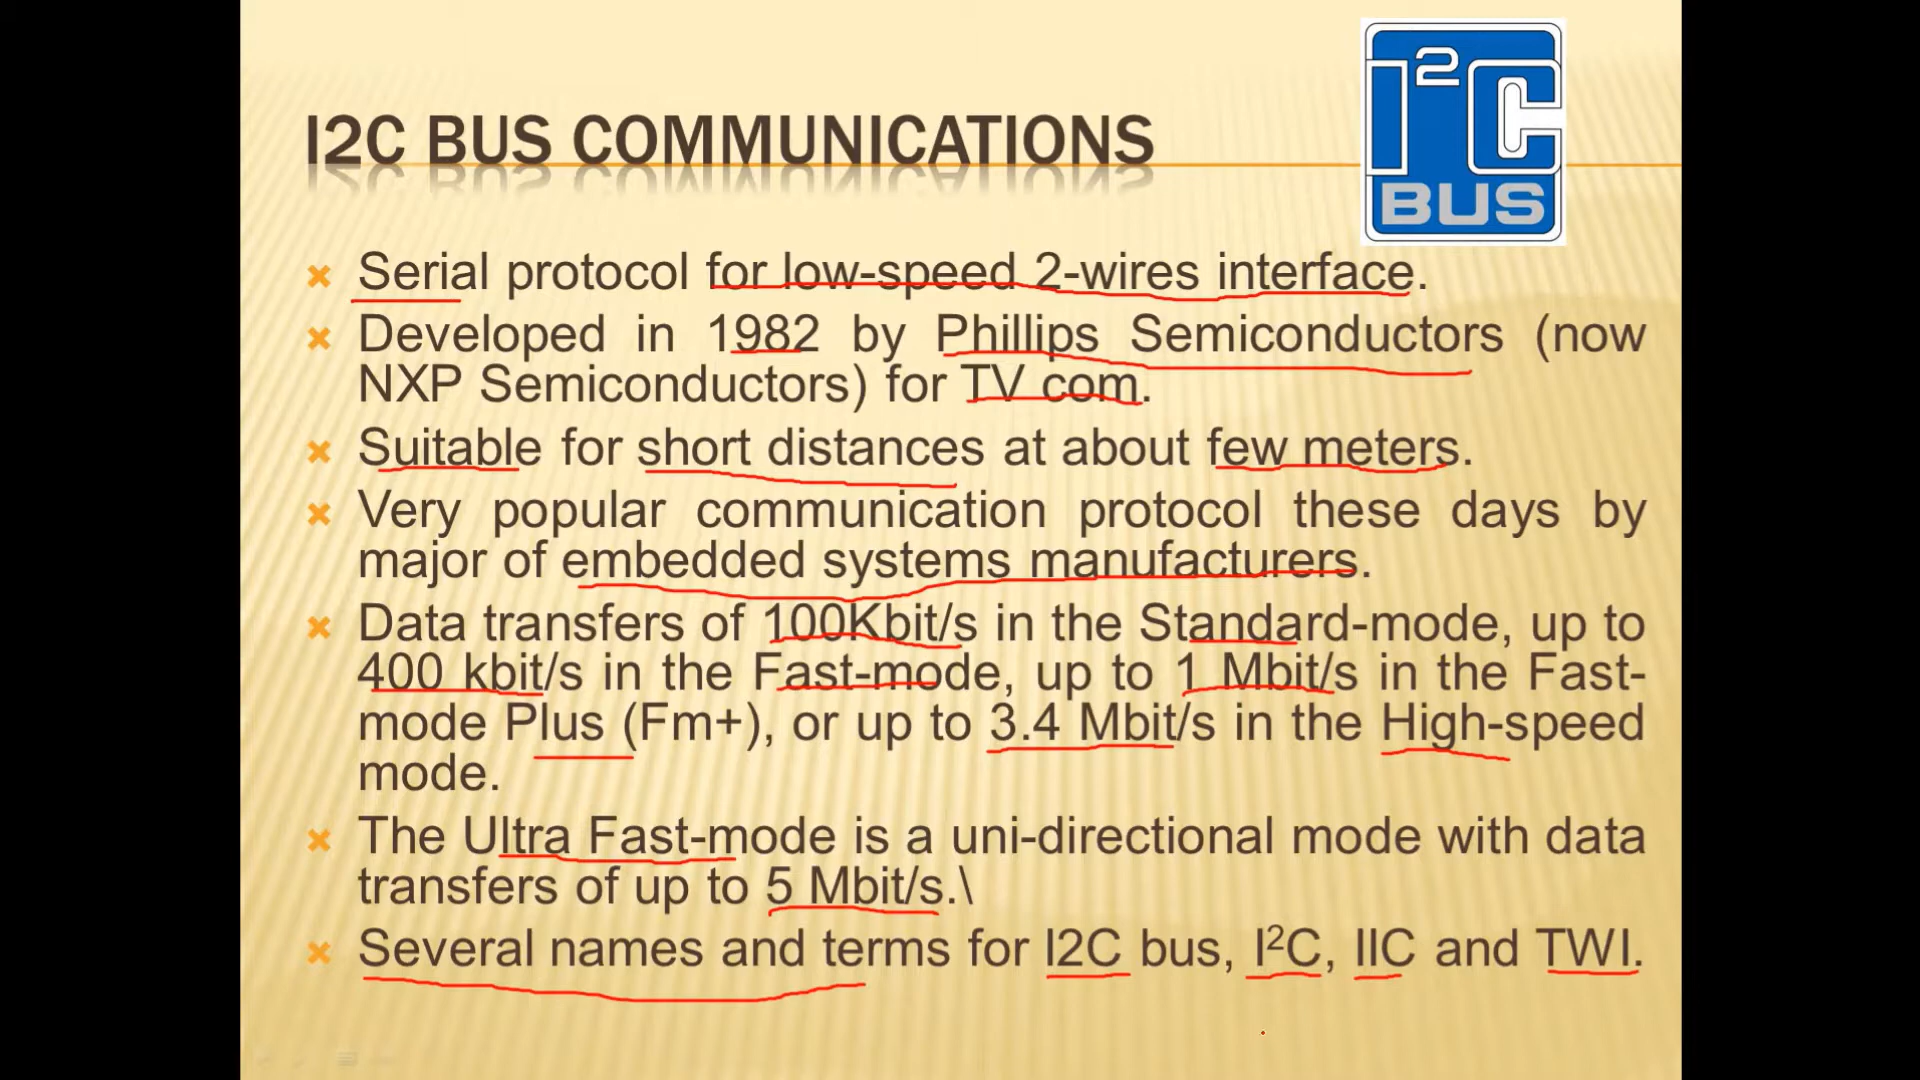 I2C BUS COMMUNICATIONS
I²C
BUS
Serial protocol for low-speed 2-wires interface.
Developed in 1982 by Phillips Semiconductors (now
NXP Semiconductors) for TV com.
Suitable for short distances at about few meters.
Very popular communication protocol these days by
major of embedded systems manufacturers.
Data transfers of 100Kbit/s in the Standard-mode, up to
400 kbit/s in the Fast-mode, up to 1 Mbit/s in the Fast-
mode Plus (Fm+), or up to 3.4 Mbit/s in the High-speed
mode.
The Ultra Fast-mode is a uni-directional mode with data
transfers of up to 5 Mbit/s.\
Several names and terms for I2C bus, I²C, IIC and TWI.